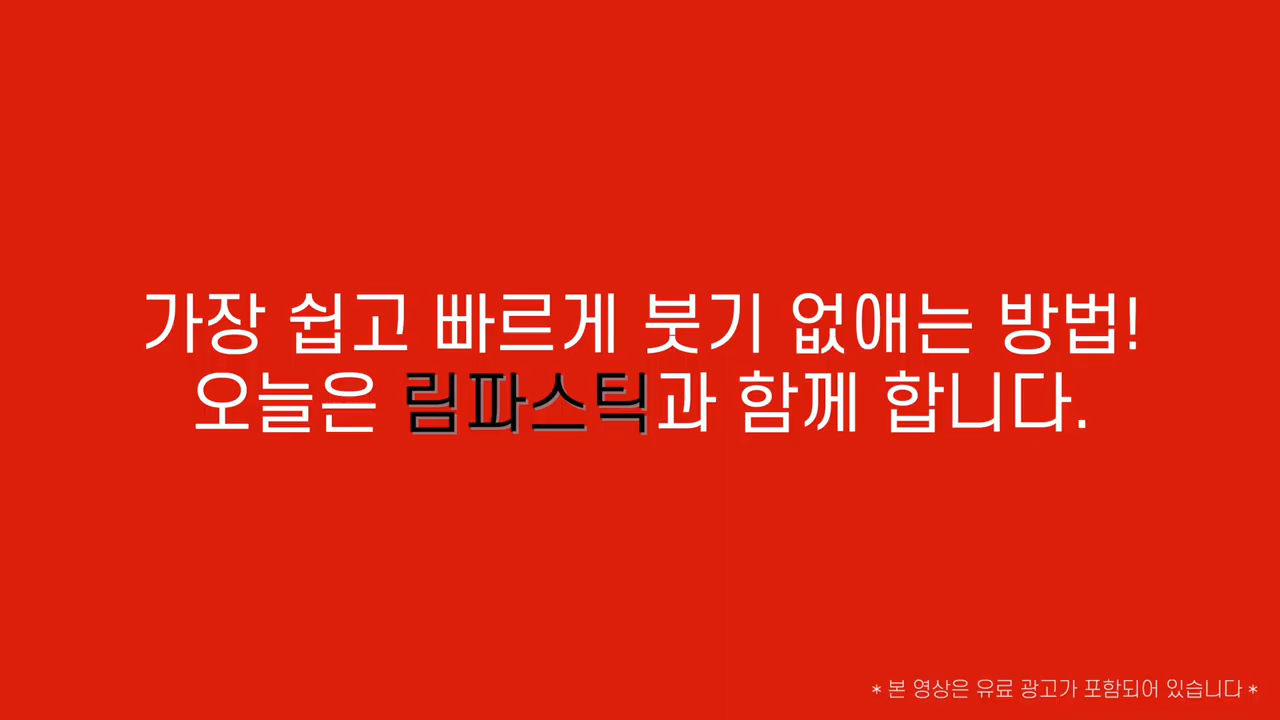 가장 쉽고 빠르게 붓기 없애는 방법!
오늘은 림파스틱과 함께 합니다.
* 본 영상은 유료 광고가 포함되어 있습니다 *